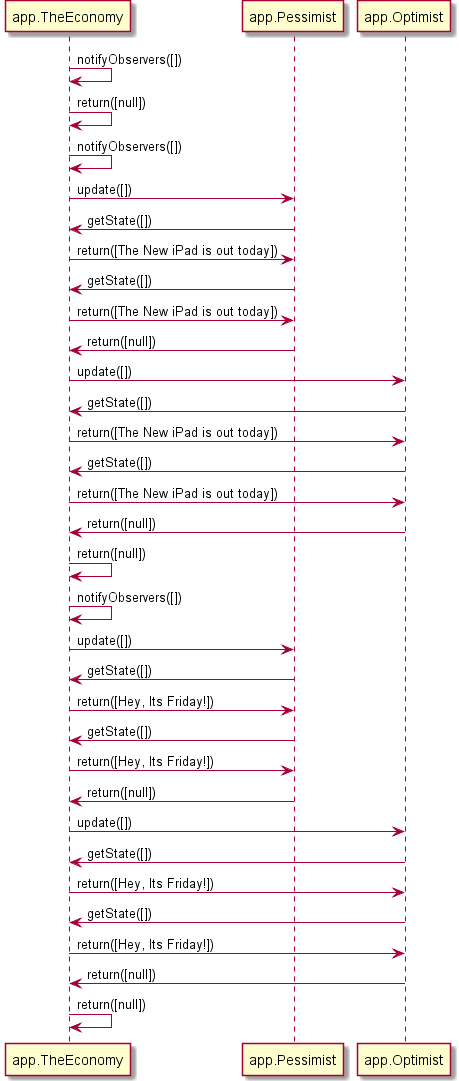 app.TheEconomy app.Pessimist app.Optimist
notifyObservers([])
return([null])
notifyObservers([])
update([])
getState([])
return([The New iPad is out today])
getState([])
return([The New iPad is out today])
return([null])
update([])
getState([])
return([The New iPad is out today])
getState([])
return([The New iPad is out today])
return([null])
return([null])
notifyObservers([])
update([])
getState([])
return([Hey, Its Friday!])
getState([])
return([Hey, Its Friday!])
return([null])
update([])
getState([])
return([Hey, Its Friday!])
getState([])
return([Hey, Its Friday!])
return([null])
return([null])
app.TheEconomy app.Pessimist app.Optimist